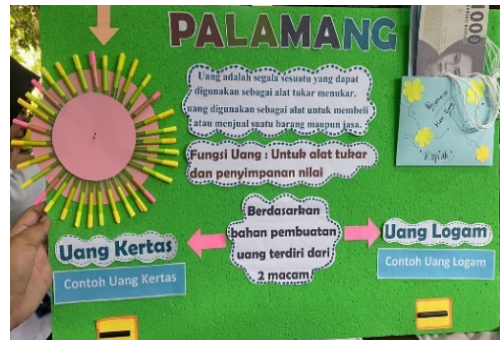 PALAMANG
Uang adalah segala sesuatu yang dapat
digunakan sebagai alat tukar menukar.
uang digunakan sebagai alat untuk membeli
atau menjual suatu barang maupun jasa.
Fungsi Uang : Untuk alat tukar
dan penyimpanan nilai
Berdasarkan
bahan pembuatan
uang terdiri dari
2 macam
Uang Kertas
Contoh Uang Kertas
Uang Logam
Contoh Uang Logam
1000
"Rupiah"